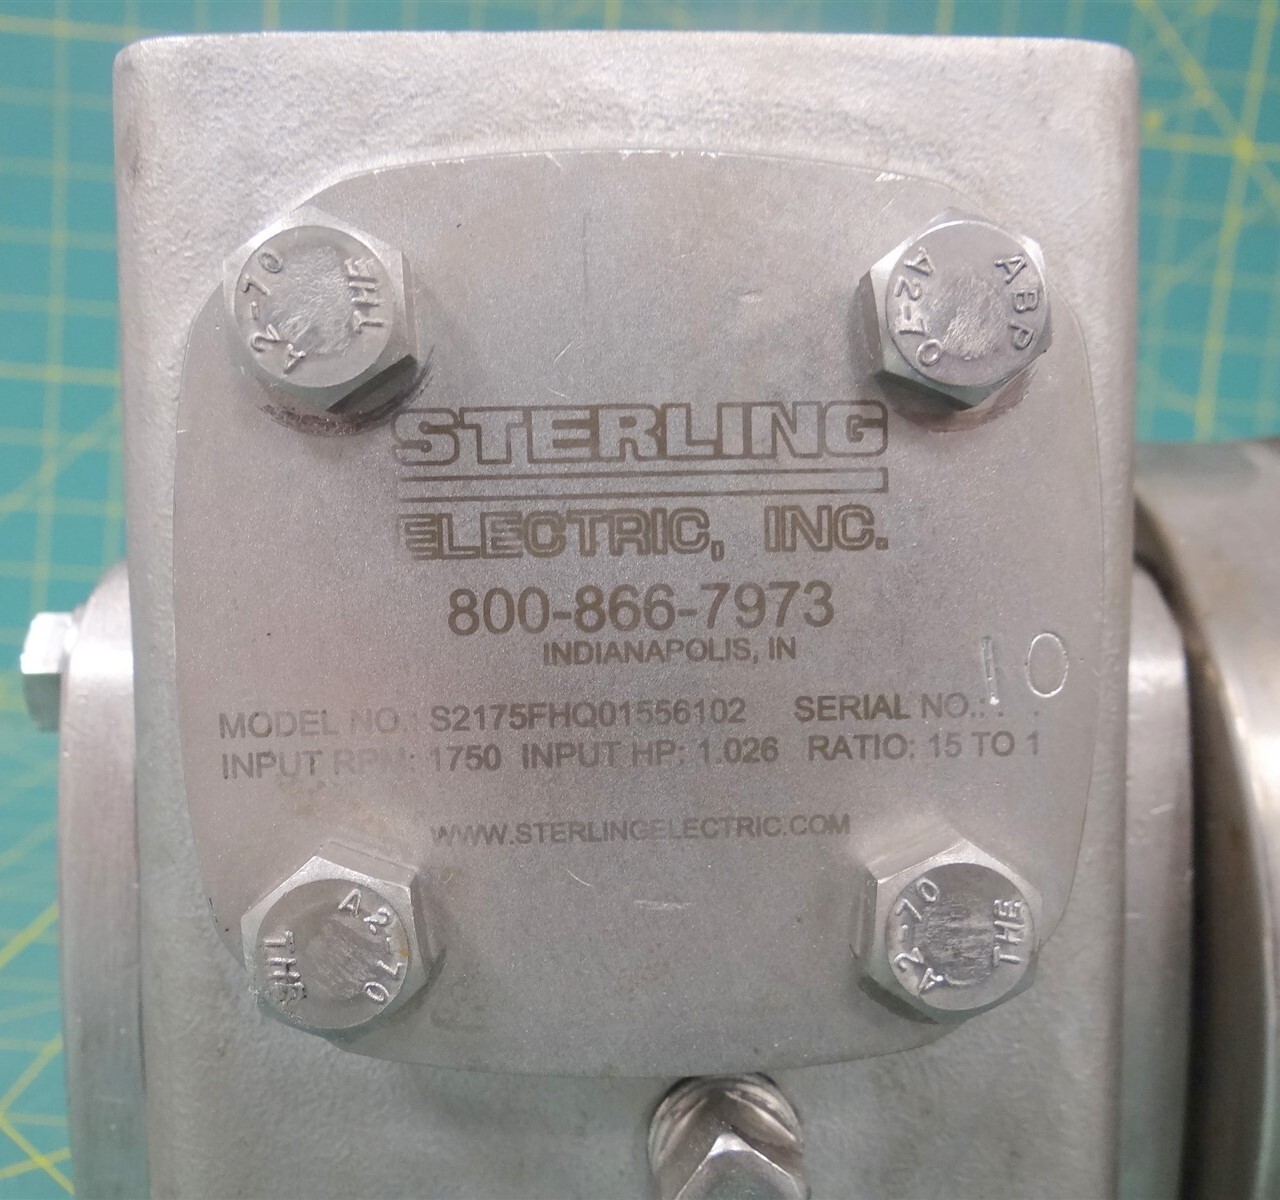 A2-70 THE
A2-70 ABP
STERLING
ELECTRIC, INC.
800-866-7973
INDIANAPOLIS, IN
10
MODEL NO.: S2175FHQ01556102 SERIAL NO.:
INPUT RPM: 1750 INPUT HP: 1.026 RATIO: 15 TO 1
WWW.STERLINGELECTRIC.COM
A2-70 THE
A2-70 THE